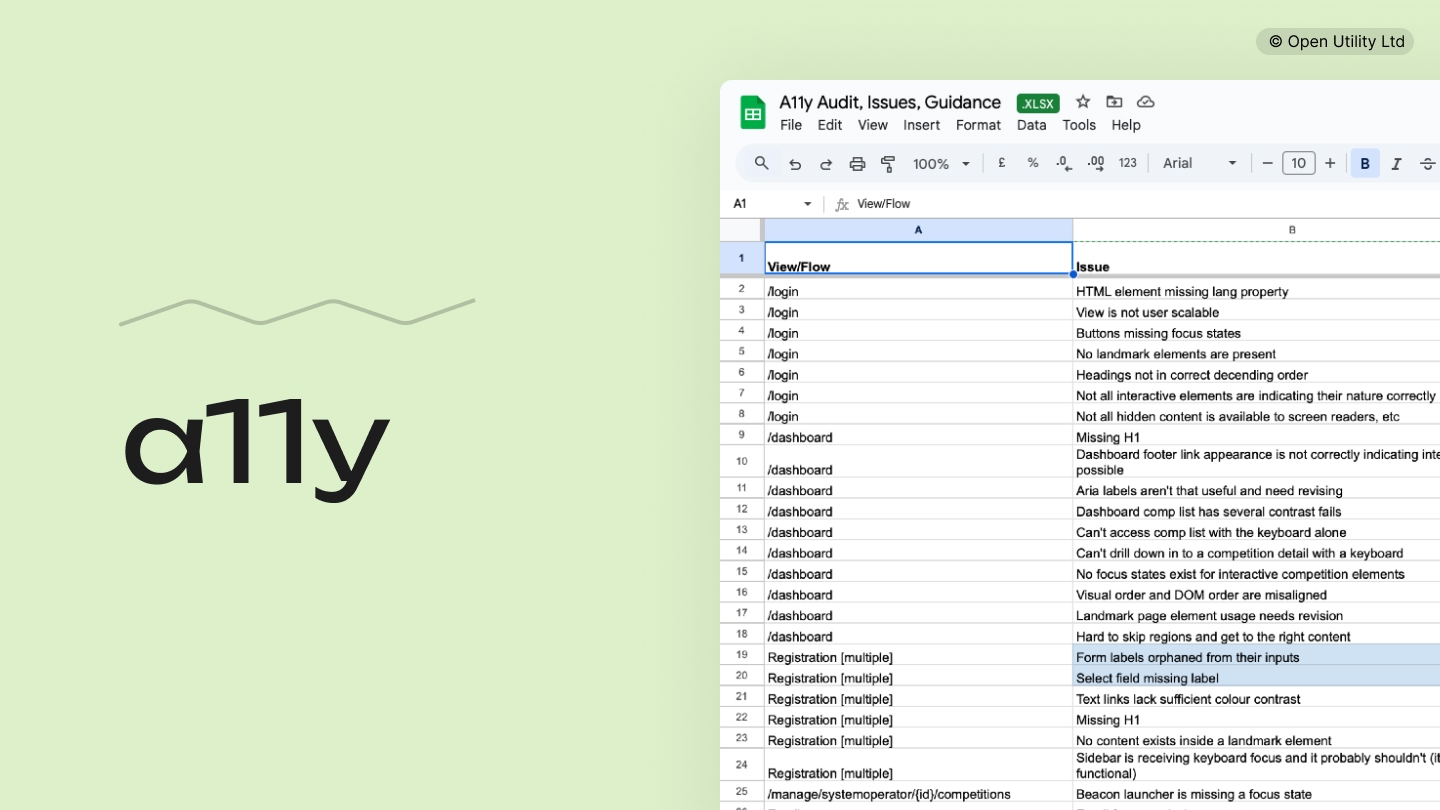 © Open Utility Ltd
a11y
A11y Audit, Issues, Guidance .XLSX
File Edit View Insert Format Data Tools Help
100% £ % .0 .00 123 Arial 10 B I S
A1 fx View/Flow
A B
1 View/Flow Issue
2 /login HTML element missing lang property
3 /login View is not user scalable
4 /login Buttons missing focus states
5 /login No landmark elements are present
6 /login Headings not in correct decending order
7 /login Not all interactive elements are indicating their nature correctly
8 /login Not all hidden content is available to screen readers, etc
9 /dashboard Missing H1
10 /dashboard Dashboard footer link appearance is not correctly indicating
possible
11 /dashboard Aria labels aren't that useful and need revising
12 /dashboard Dashboard comp list has several contrast fails
13 /dashboard Can't access comp list with the keyboard alone
14 /dashboard Can't drill down in to a competition detail with a keyboard
15 /dashboard No focus states exist for interactive competition elements
16 /dashboard Visual order and DOM order are misaligned
17 /dashboard Landmark page element usage needs revision
18 /dashboard Hard to skip regions and get to the right content
19 Registration [multiple] Form labels orphaned from their inputs
20 Registration [multiple] Select field missing label
21 Registration [multiple] Text links lack sufficient colour contrast
22 Registration [multiple] Missing H1
23 Registration [multiple] No content exists inside a landmark element
24 Registration [multiple] Sidebar is receiving keyboard focus and it probably shouldn't
functional)
25 /manage/systemoperator/{id}/competitions Beacon launcher is missing a focus state